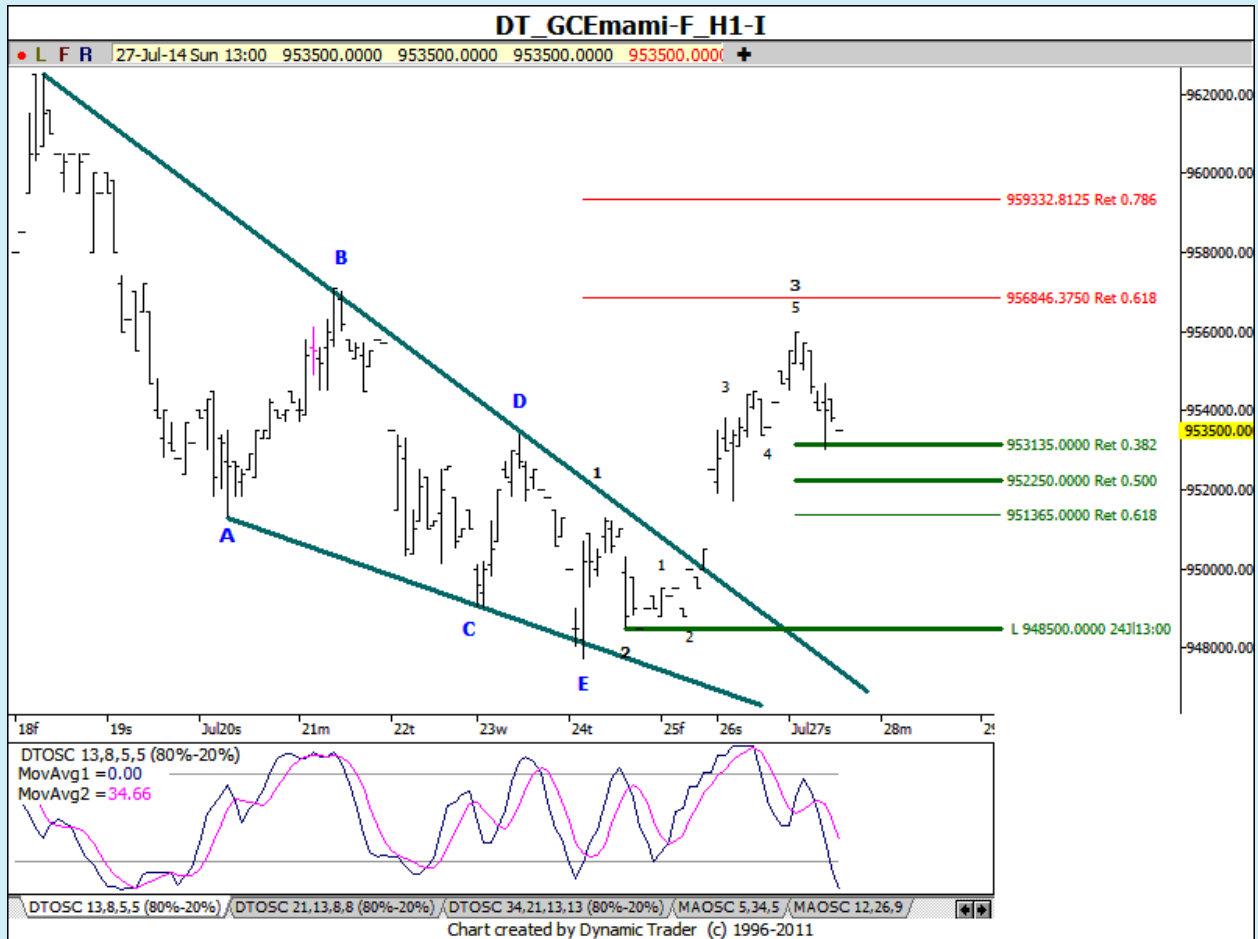 DT_GCEmami-F_H1-I
L F R 27-Jul-14 Sun 13:00 953500.0000 953500.0000 953500.0000 953500.000
962000.00
960000.00
959332.8125 Ret 0.786
958000.00
B
3
956846.3750 Ret 0.618
5
956000.00
3
D
954000.00
953500.000
4
953135.0000 Ret 0.382
1
952250.0000 Ret 0.500
952000.00
951365.0000 Ret 0.618
A
950000.00
1
C
2
L 948500.0000 24Jl13:00
2
948000.00
E
18f 19s Jul20s 21m 22t 23w 24t 25f 26s Jul27s 28m 29
DTOSC 13,8,5,5 (80%-20%)
MovAvg1 =0.00
MovAvg2 =34.66
DTOSC 13,8,5,5 (80%-20%) DTOSC 21,13,8,8 (80%-20%) DTOSC 34,21,13,13 (80%-20%) MAOSC 5,34,5 MAOSC 12,26,9
Chart created by Dynamic Trader (c) 1996-2011